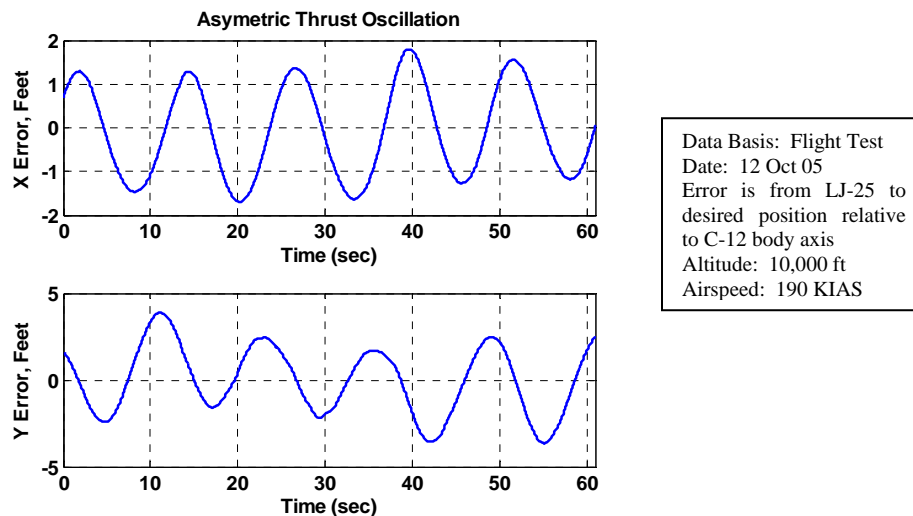 Asymetric Thrust Oscillation
2
1
0
-1
-2
X Error, Feet
0 10 20 30 40 50 60
Time (sec)
5
0
-5
Y Error, Feet
0 10 20 30 40 50 60
Time (sec)
Data Basis: Flight Test
Date: 12 Oct 05
Error is from LJ-25 to
desired position relative
to C-12 body axis
Altitude: 10,000 ft
Airspeed: 190 KIAS